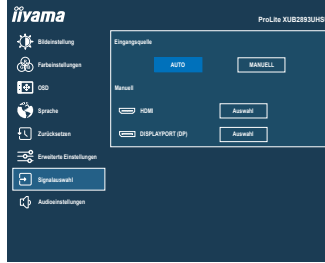 iiyama
ProLite XUB2893UHS
Bildeinstellung
Farbeinstellungen
OSD
Sprache
Zurücksetzen
Erweiterte Einstellungen
Signalauswahl
Audioeinstellungen
Eingangsquelle
AUTO MANUELL
Manuell
HDMI Auswahl
DISPLAYPORT (DP) Auswahl